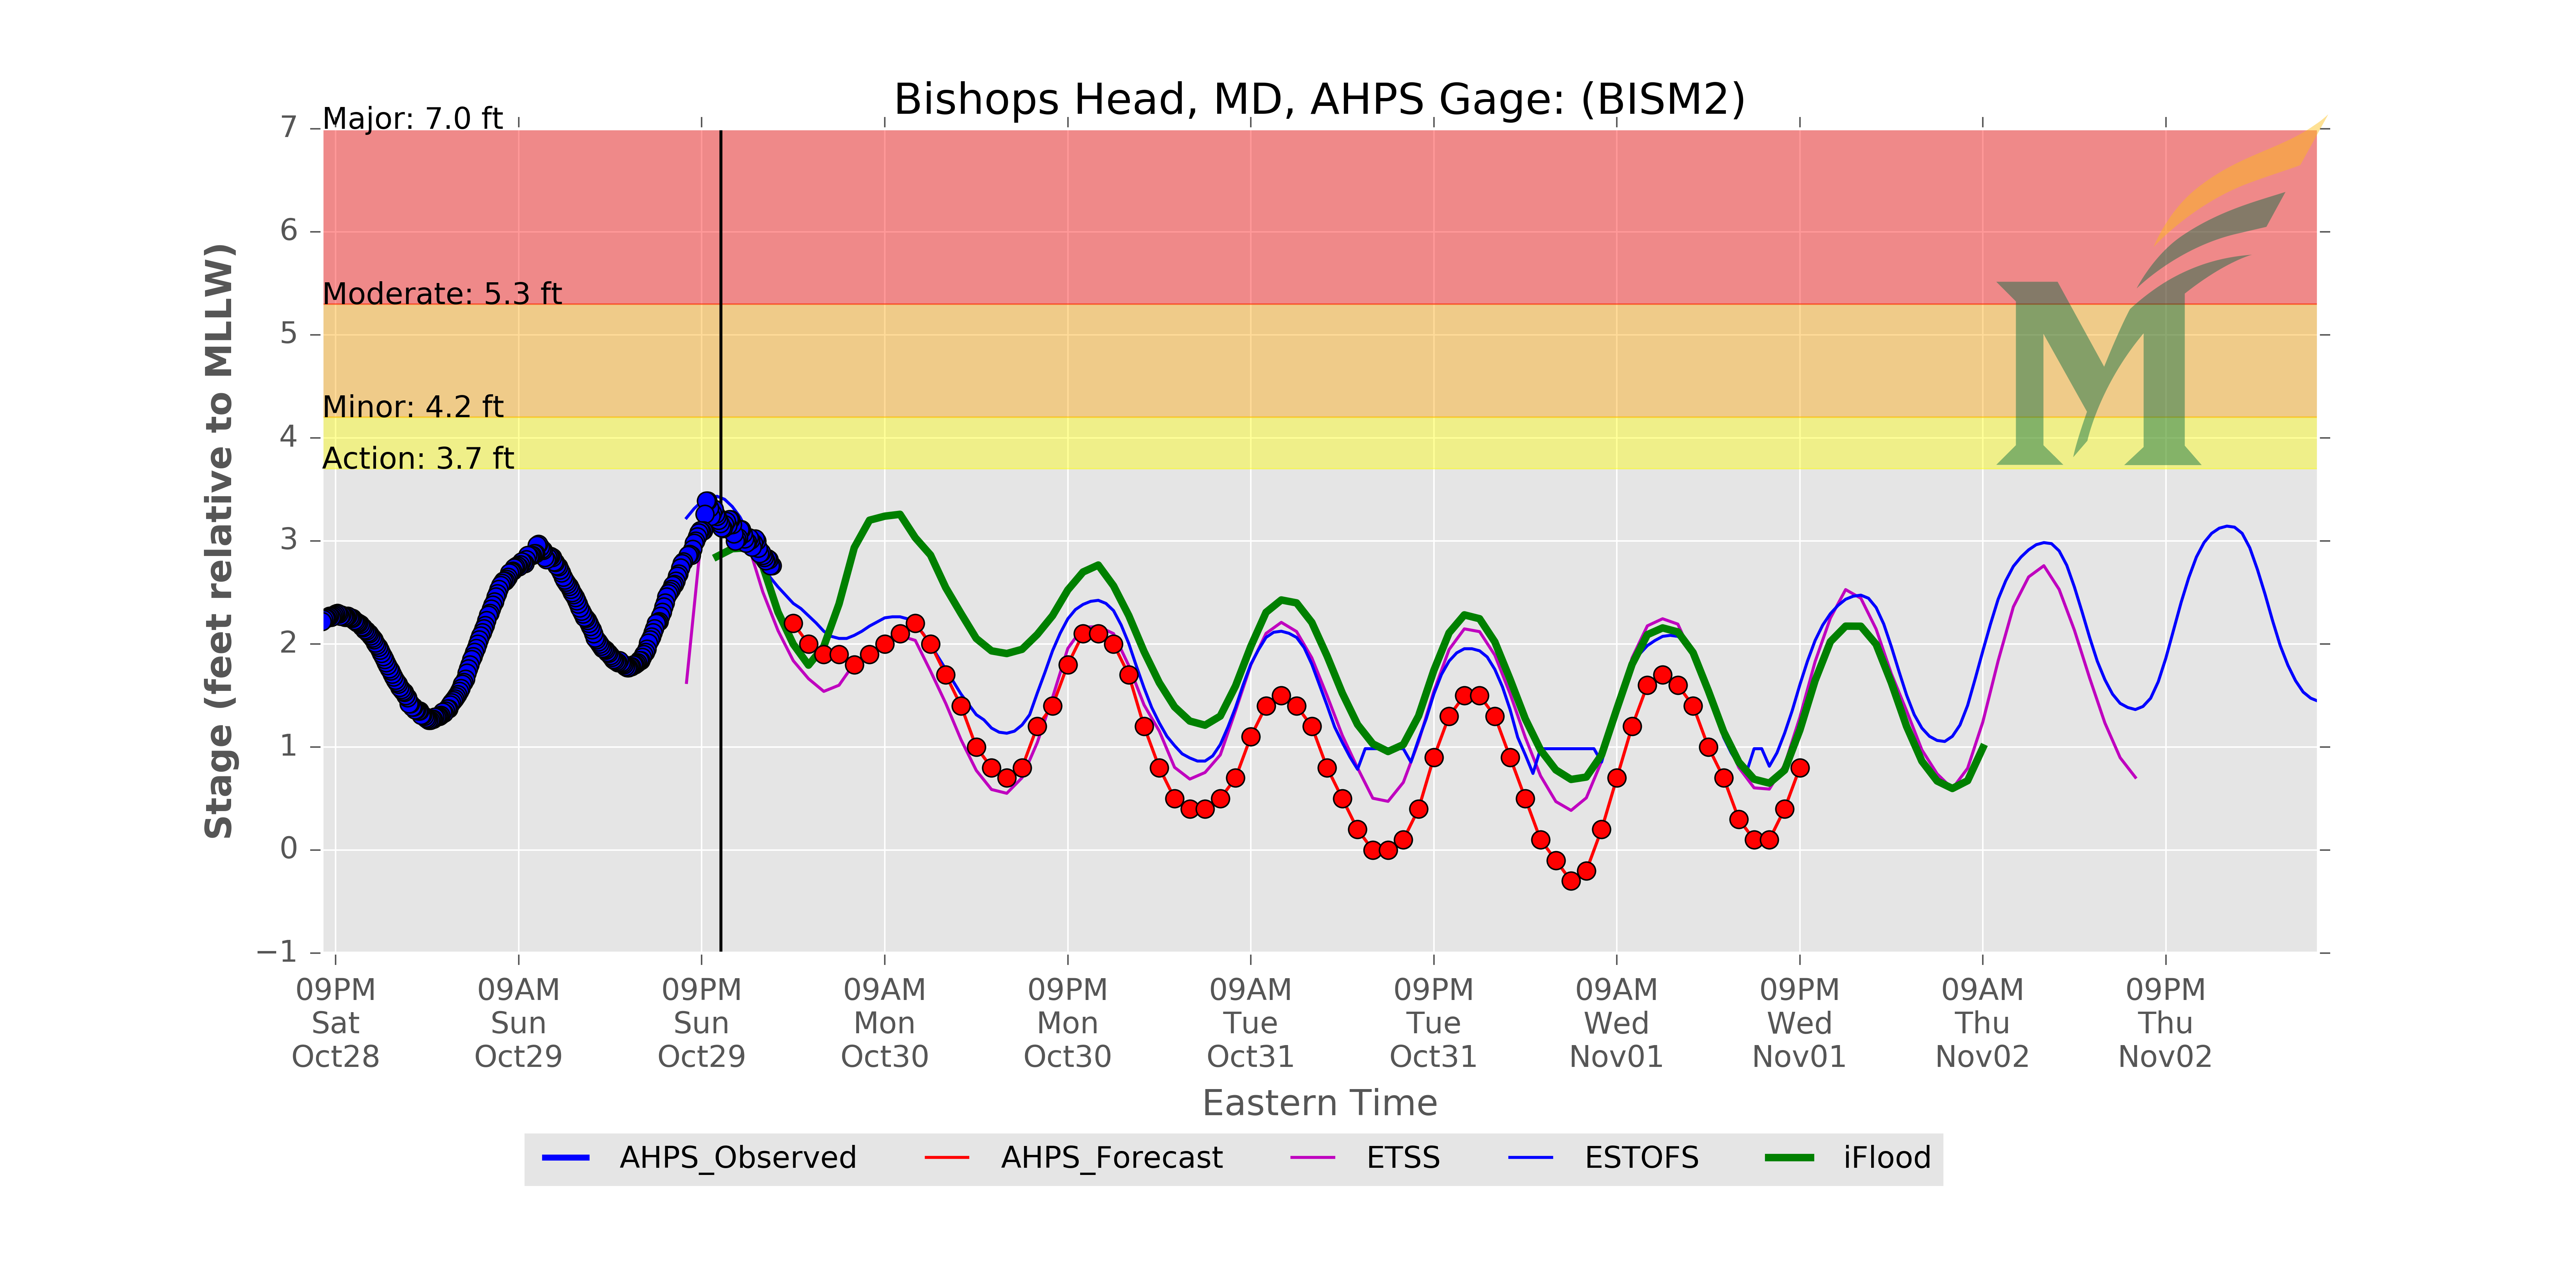 Bishops Head, MD, AHPS Gage: (BISM2)
Major: 7.0 ft
Moderate: 5.3 ft
Minor: 4.2 ft
Action: 3.7 ft
Stage (feet relative to MLLW)
7
6
5
4
3
2
1
0
−1
09PM Sat Oct28
09AM Sun Oct29
09PM Sun Oct29
09AM Mon Oct30
09PM Mon Oct30
09AM Tue Oct31
09PM Tue Oct31
09AM Wed Nov01
09PM Wed Nov01
09AM Thu Nov02
09PM Thu Nov02
Eastern Time
AHPS_Observed AHPS_Forecast ETSS ESTOFS iFlood
M